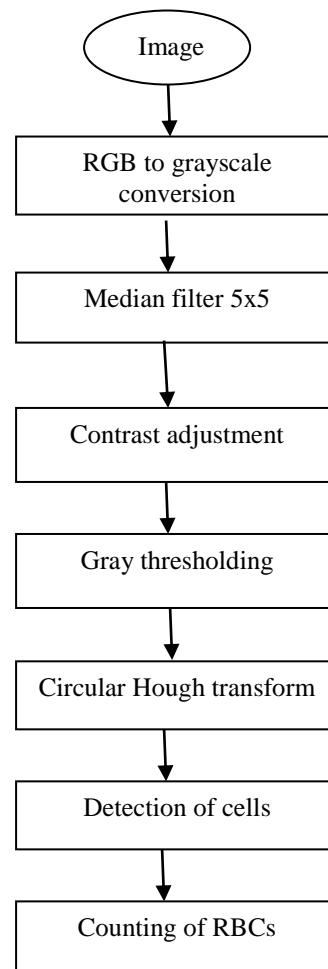 Image
RGB to grayscale
conversion
Median filter 5x5
Contrast adjustment
Gray thresholding
Circular Hough transform
Detection of cells
Counting of RBCs